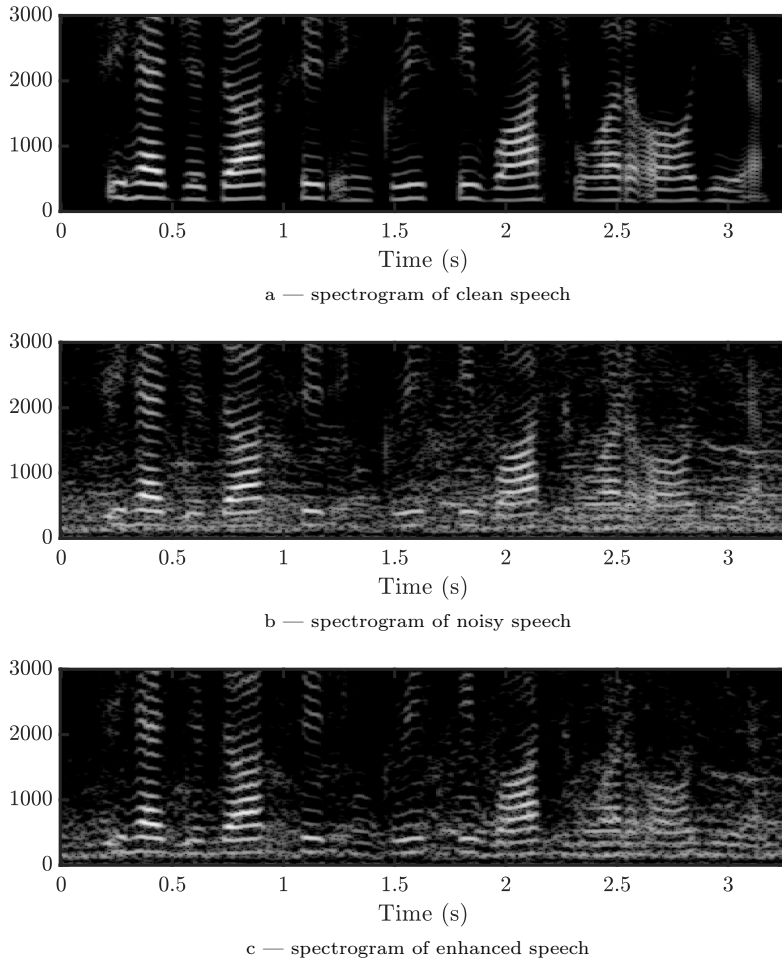 3000
2000
1000
0
0 0.5 1 1.5 2 2.5 3
Time (s)
a — spectrogram of clean speech
3000
2000
1000
0
0 0.5 1 1.5 2 2.5 3
Time (s)
b — spectrogram of noisy speech
3000
2000
1000
0
0 0.5 1 1.5 2 2.5 3
Time (s)
c — spectrogram of enhanced speech